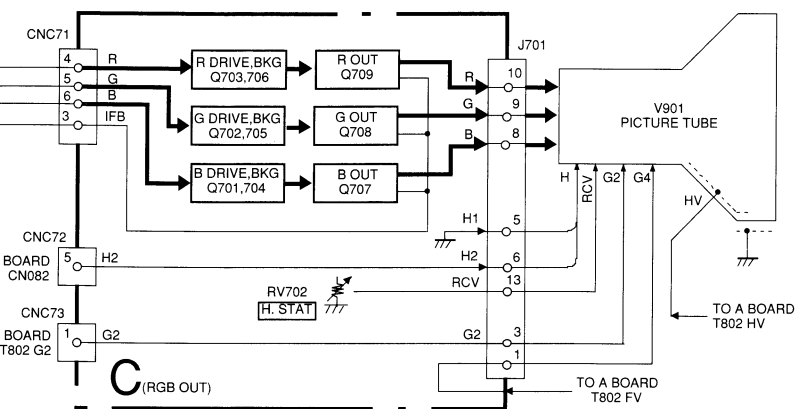 CNC71
J701
4
R
R DRIVE,BKG
Q703,706
R OUT
Q709
R
10
5
G
6
B
G
9
V901
PICTURE TUBE
3
IFB
G DRIVE,BKG
Q702,705
G OUT
Q708
B
8
B DRIVE,BKG
Q701,704
B OUT
Q707
H
RCV
G2
G4
HV
H1
5
CNC72
BOARD
CN082
5
H2
H2
6
RCV
13
RV702
H. STAT
CNC73
BOARD
T802 G2
1
G2
G2
3
1
TO A BOARD
T802 HV
C (RGB OUT)
TO A BOARD
T802 FV